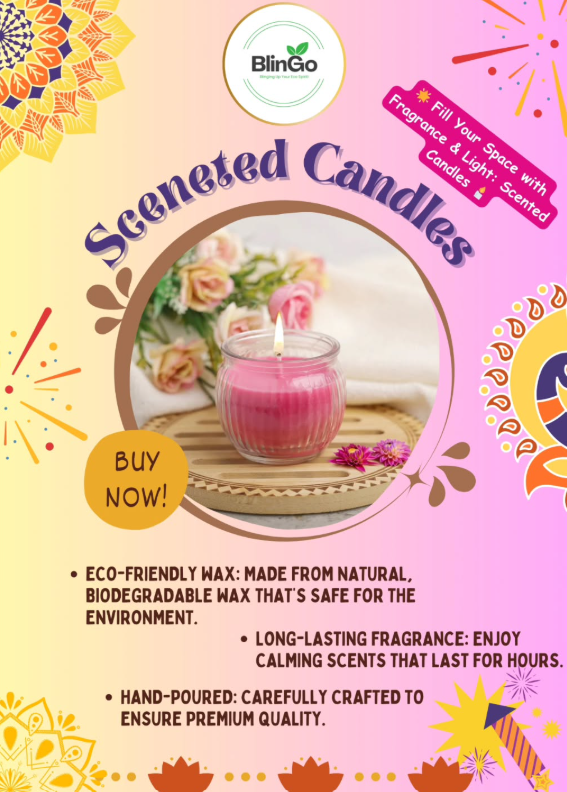 BlinGo
Bringing Up Your Eco Spirit
Fill Your Space with
Fragrance & Light: Scented
Candles
Sceneted Candles
BUY
NOW!
• ECO-FRIENDLY WAX: MADE FROM NATURAL,
BIODEGRADABLE WAX THAT'S SAFE FOR THE
ENVIRONMENT.
• LONG-LASTING FRAGRANCE: ENJOY
CALMING SCENTS THAT LAST FOR HOURS.
• HAND-POURED: CAREFULLY CRAFTED TO
ENSURE PREMIUM QUALITY.